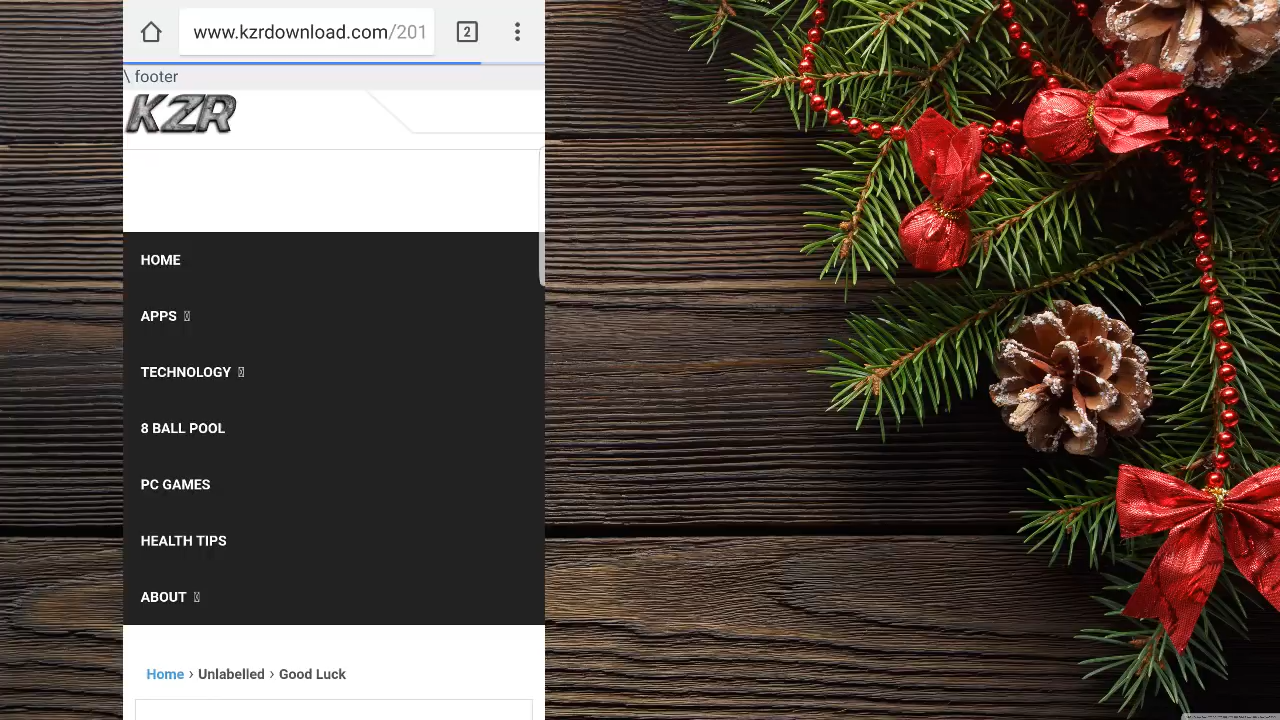 www.kzrdownload.com/201
2
\ footer
KZR
HOME
APPS
TECHNOLOGY
8 BALL POOL
PC GAMES
HEALTH TIPS
ABOUT
Home › Unlabelled › Good Luck